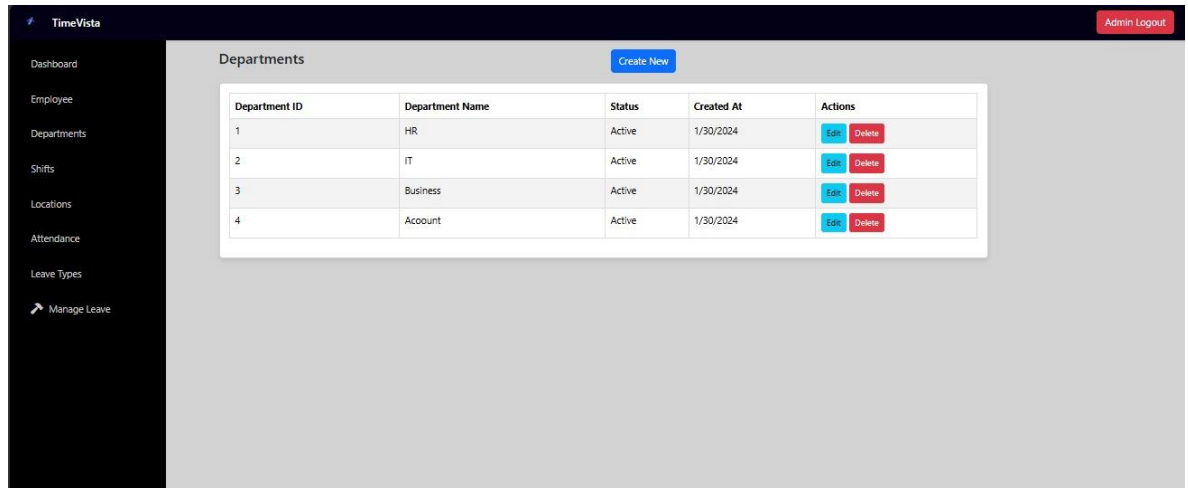 TimeVista Admin Logout
Dashboard
Employee
Departments
Shifts
Locations
Attendance
Leave Types
Manage Leave
Departments Create New
Department ID Department Name Status Created At Actions
1 HR Active 1/30/2024 Edit Delete
2 IT Active 1/30/2024 Edit Delete
3 Business Active 1/30/2024 Edit Delete
4 Acoount Active 1/30/2024 Edit Delete